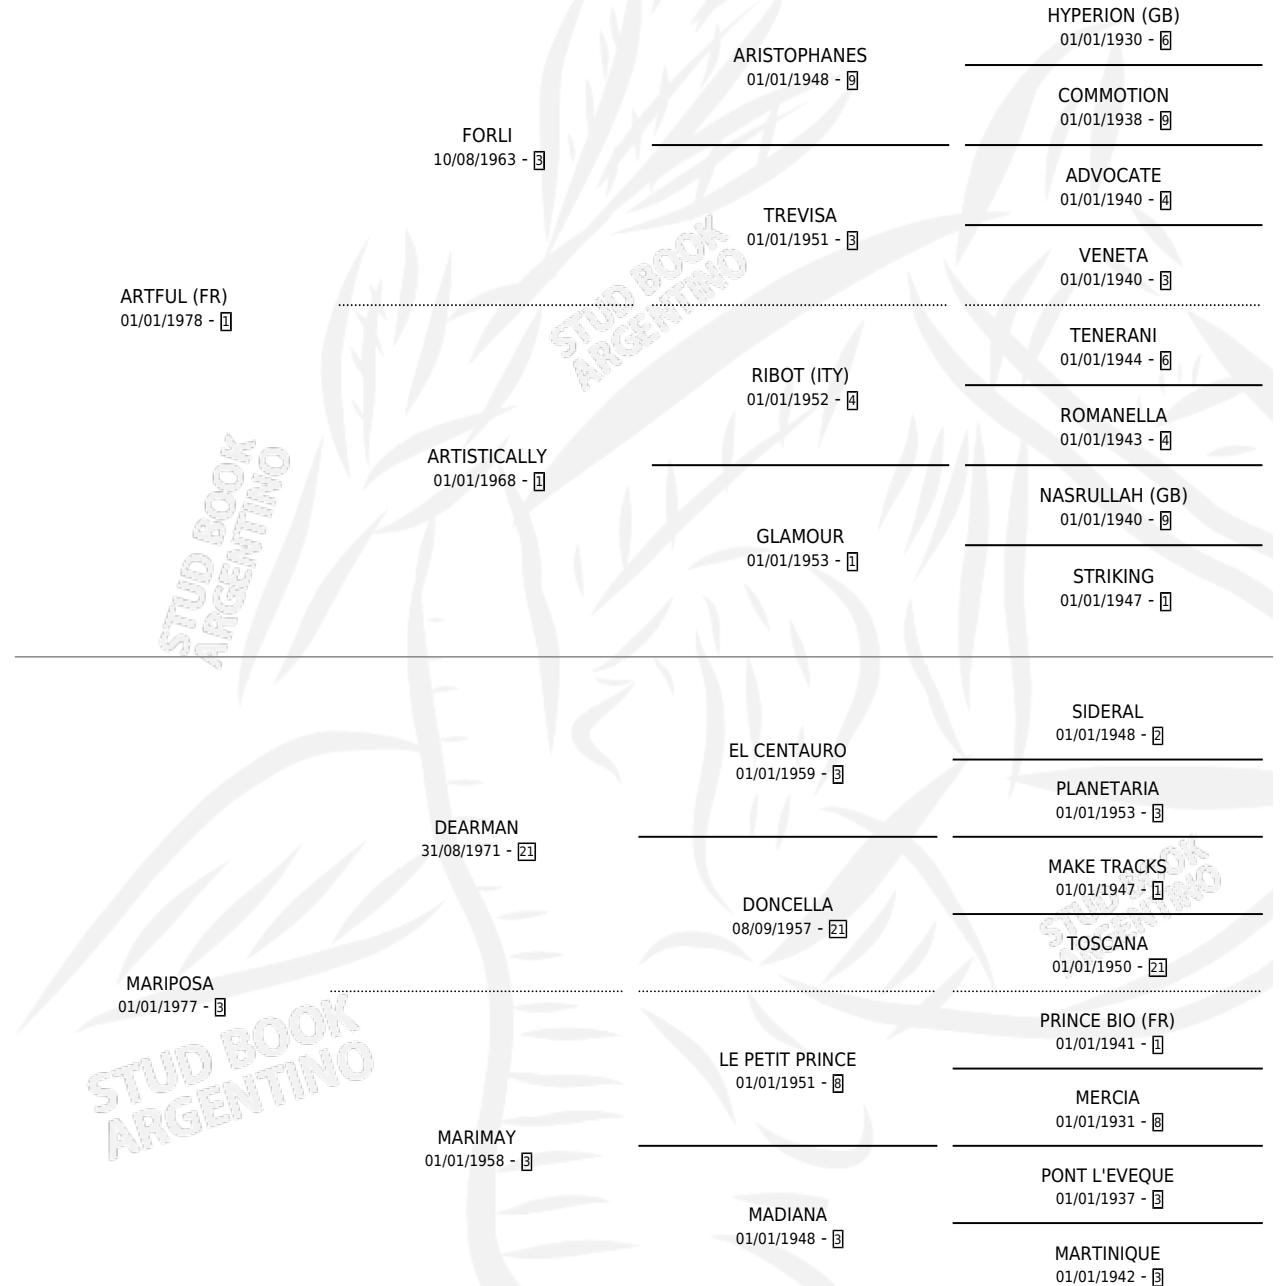 HYPERION (GB)
01/01/1930 - 6
ARISTOPHANES
01/01/1948 - 9
COMMOTION
01/01/1938 - 9
FORLI
10/08/1963 - 3
ADVOCATE
01/01/1940 - 4
TREVISA
01/01/1951 - 3
VENETA
01/01/1940 - 3
ARTFUL (FR)
01/01/1978 - 1
TENERANI
01/01/1944 - 6
RIBOT (ITY)
01/01/1952 - 4
ROMANELLA
01/01/1943 - 4
ARTISTICALLY
01/01/1968 - 1
NASRULLAH (GB)
01/01/1940 - 9
GLAMOUR
01/01/1953 - 1
STRIKING
01/01/1947 - 1
SIDERAL
01/01/1948 - 2
EL CENTAURO
01/01/1959 - 3
PLANETARIA
01/01/1953 - 3
DEARMAN
31/08/1971 - 21
MAKE TRACKS
01/01/1947 - 1
DONCELLA
08/09/1957 - 21
TOSCANA
01/01/1950 - 21
MARIPOSA
01/01/1977 - 3
PRINCE BIO (FR)
01/01/1941 - 1
LE PETIT PRINCE
01/01/1951 - 8
MERCIA
01/01/1931 - 8
MARIMAY
01/01/1958 - 3
PONT L'EVEQUE
01/01/1937 - 3
MADIANA
01/01/1948 - 3
MARTINIQUE
01/01/1942 - 3
STUD BOOK
ARGENTINO
STUD BOOK
ARGENTINO
STUD BOOK
ARGENTINO
STUD BOOK
ARGENTINO